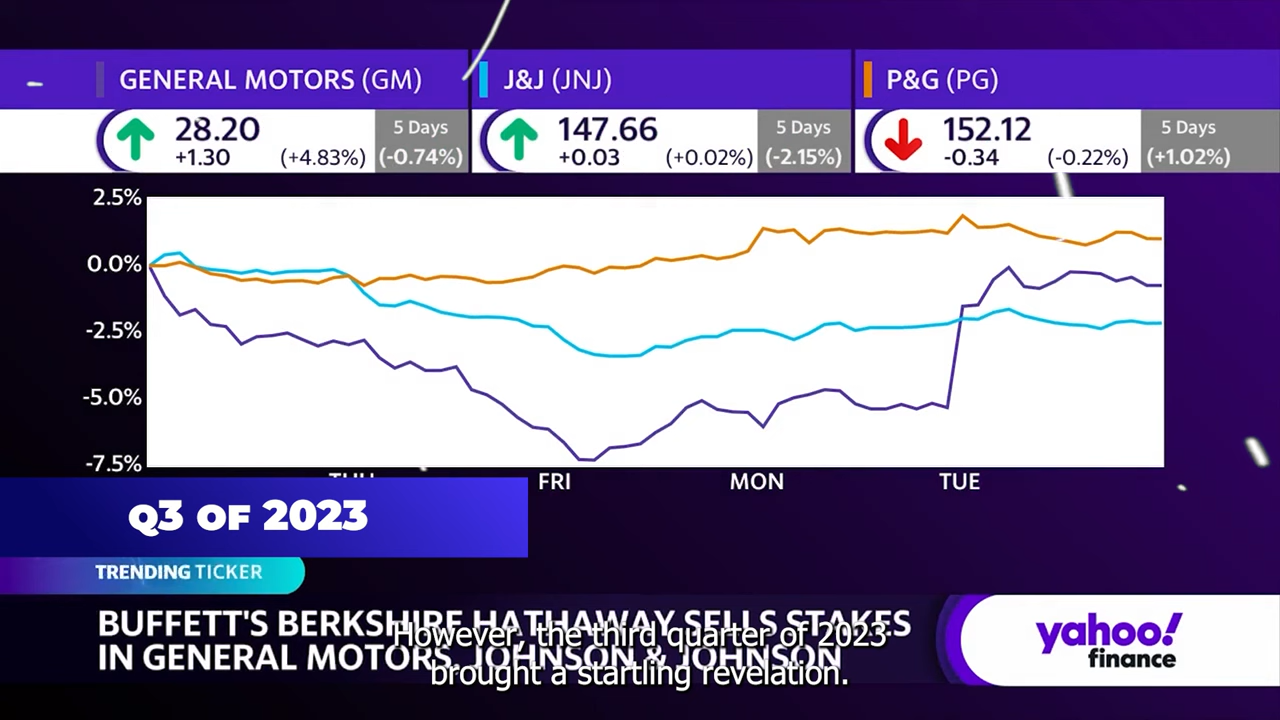 GENERAL MOTORS (GM)
28.20
+1.30 (+4.83%)
5 Days
(-0.74%)
J&J (JNJ)
147.66
+0.03 (+0.02%)
5 Days
(-2.15%)
P&G (PG)
152.12
-0.34 (-0.22%)
5 Days
(+1.02%)
2.5%
0.0%
-2.5%
-5.0%
-7.5%
FRI MON TUE
Q3 OF 2023
TRENDING TICKER
BUFFETT'S BERKSHIRE HATHAWAY SELLS STAKES
IN GENERAL MOTORS, JOHNSON & JOHNSON
However, the third quarter of 2023
brought a startling revelation.
yahoo!
finance